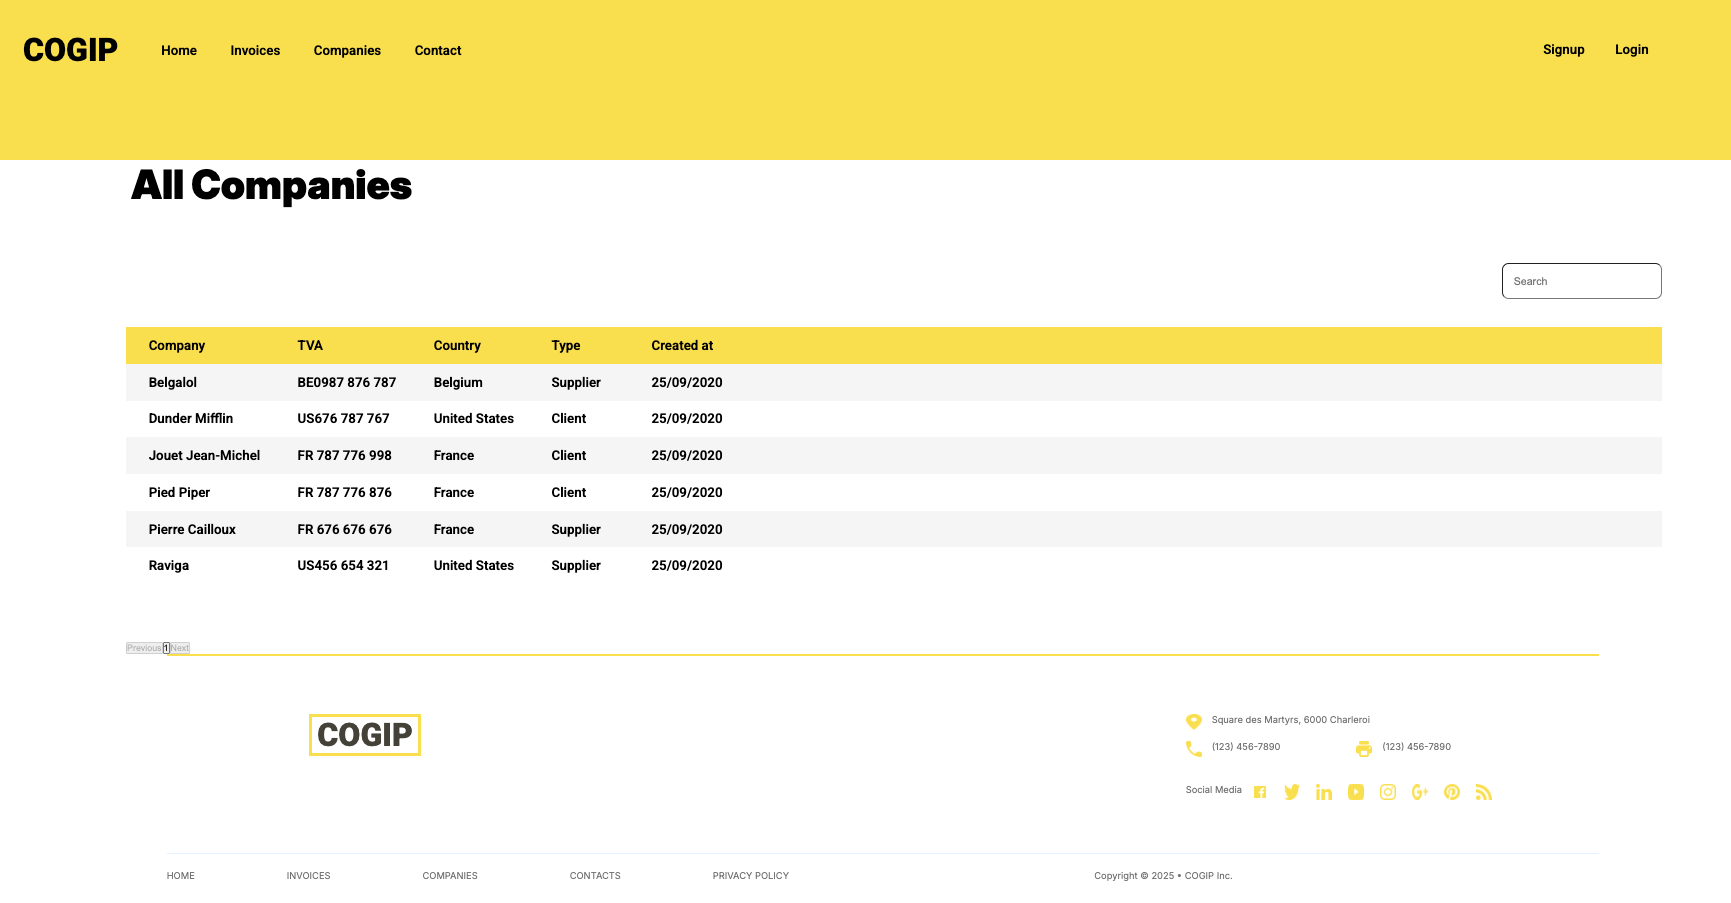 COGIP Home Invoices Companies Contact Signup Login
All Companies
Search
Company TVA Country Type Created at
Belgalol BE0987 876 787 Belgium Supplier 25/09/2020
Dunder Mifflin US676 787 767 United States Client 25/09/2020
Jouet Jean-Michel FR 787 776 998 France Client 25/09/2020
Pied Piper FR 787 776 876 France Client 25/09/2020
Pierre Cailloux FR 676 676 676 France Supplier 25/09/2020
Raviga US456 654 321 United States Supplier 25/09/2020
Previous 1 Next
COGIP
Square des Martyrs, 6000 Charleroi
(123) 456-7890 (123) 456-7890
Social Media
HOME INVOICES COMPANIES CONTACTS PRIVACY POLICY Copyright © 2025 • COGIP Inc.